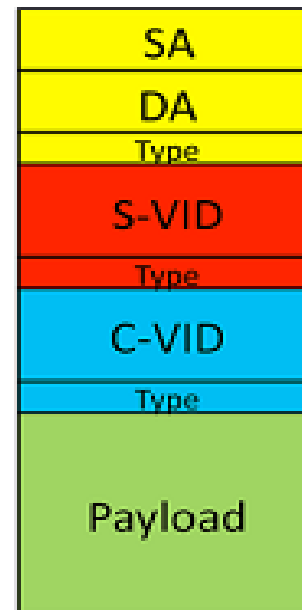 SA
DA
Type
S-VID
Type
C-VID
Type
Payload